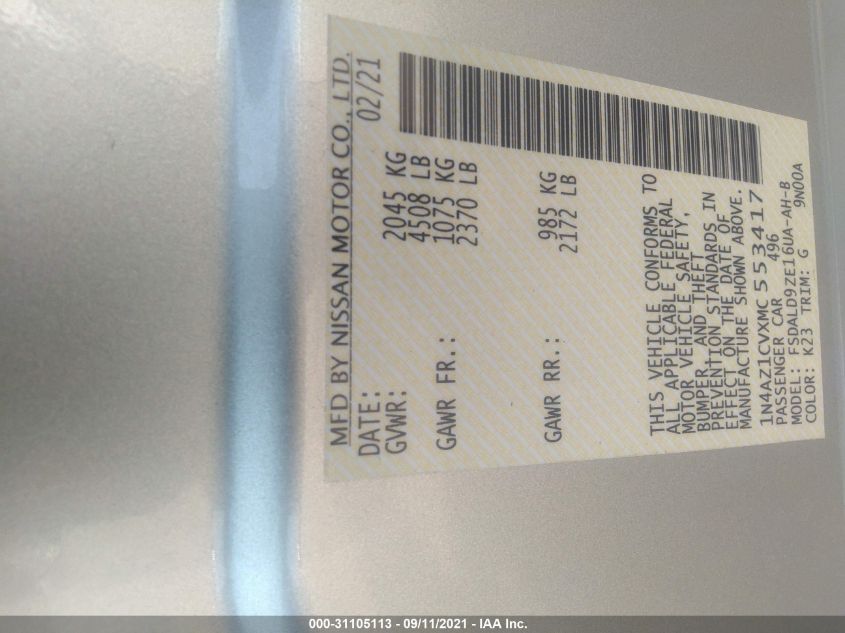 MFD BY NISSAN MOTOR CO., LTD.
DATE: 02/21
GVWR: 2045 KG
4508 LB
GAWR FR.: 1075 KG
2370 LB
GAWR RR.: 985 KG
2172 LB
THIS VEHICLE CONFORMS TO
ALL APPLICABLE FEDERAL
MOTOR VEHICLE SAFETY,
BUMPER AND THEFT
PREVENTION STANDARDS IN
EFFECT ON THE DATE OF
MANUFACTURE SHOWN ABOVE.
1N4AZ1CVXMC553417
PASSENGER CAR 496
MODEL: FSDALD9ZE16UA-AH-B
COLOR: K23 TRIM: G 9N00A
000-31105113 - 09/11/2021 - IAA Inc.